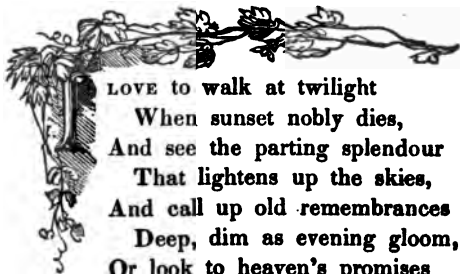 I LOVE to walk at twilight
When sunset nobly dies,
And see the parting splendour
That lightens up the skies,
And call up old remembrances
Deep, dim as evening gloom,
Or look to heaven's promises